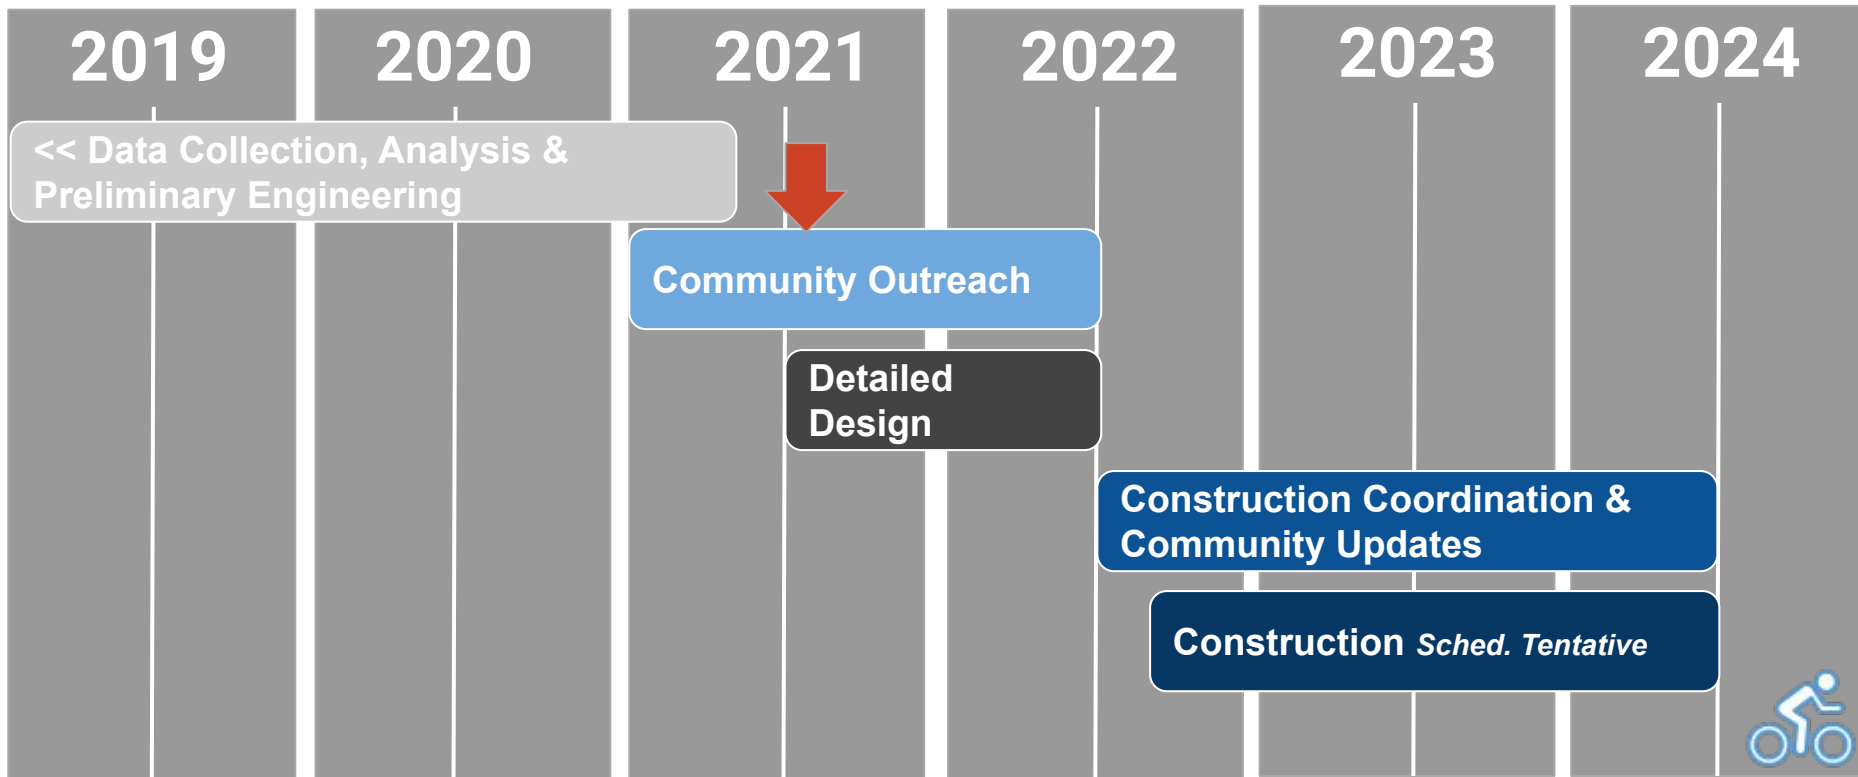 2019 2020 2021 2022 2023 2024
<< Data Collection, Analysis &
Preliminary Engineering
Community Outreach
Detailed
Design
Construction Coordination &
Community Updates
Construction Sched. Tentative